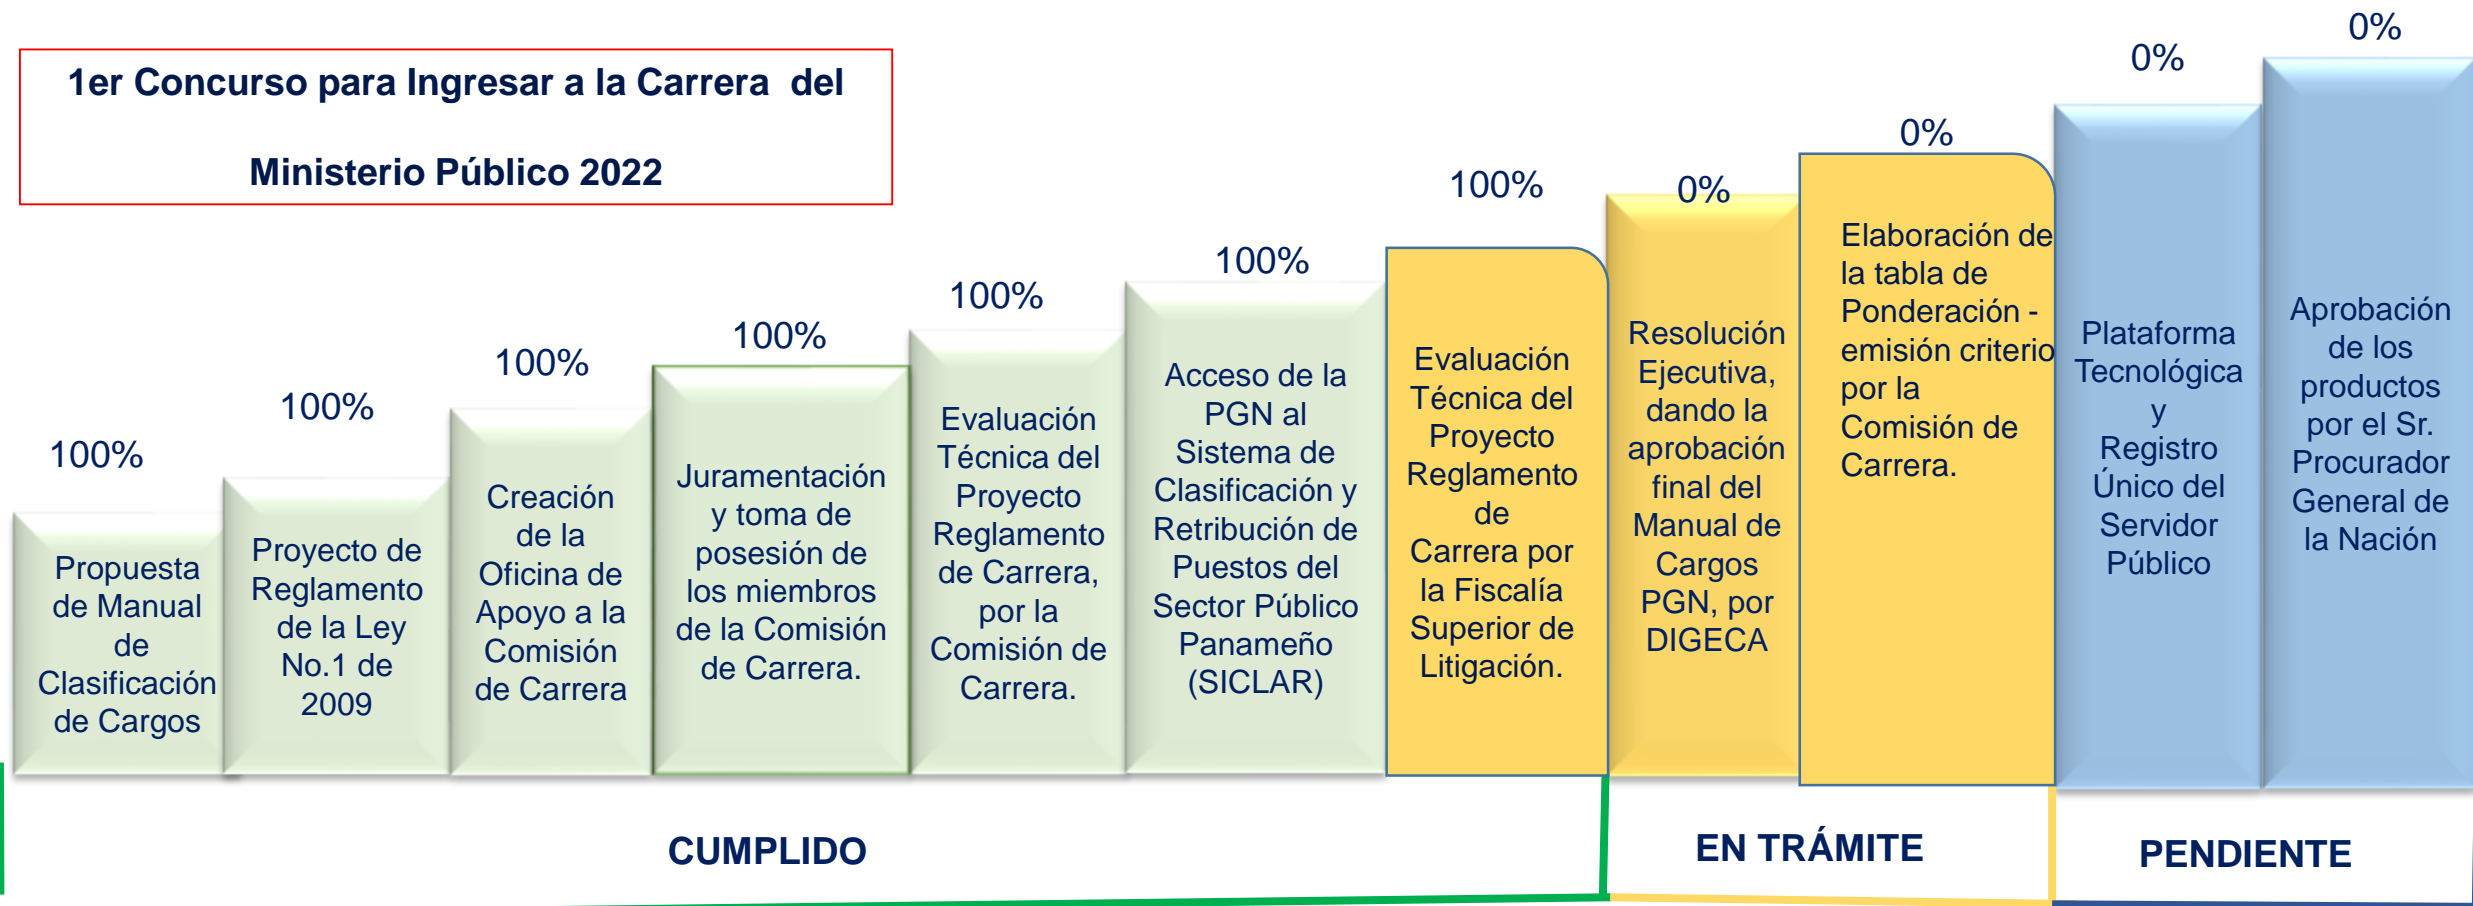 1er Concurso para Ingresar a la Carrera del
Ministerio Público 2022
100%
Propuesta
de Manual
de
Clasificación
de Cargos
100%
Proyecto de
Reglamento
de la Ley
No.1 de
2009
100%
Creación
de la
Oficina de
Apoyo a la
Comisión
de Carrera
100%
Juramentación
y toma de
posesión de
los miembros
de la Comisión
de Carrera.
100%
Evaluación
Técnica del
Proyecto
Reglamento
de Carrera,
por la
Comisión de
Carrera.
100%
Acceso de la
PGN al
Sistema de
Clasificación y
Retribución de
Puestos del
Sector Público
Panameño
(SICLAR)
100%
Evaluación
Técnica del
Proyecto
Reglamento
de
Carrera por
la Fiscalía
Superior de
Litigación.
0%
Resolución
Ejecutiva,
dando la
aprobación
final del
Manual de
Cargos
PGN, por
DIGECA
0%
Elaboración de
la tabla de
Ponderación -
emisión criterio
por la
Comisión de
Carrera.
0%
Plataforma
Tecnológica
y
Registro
Único del
Servidor
Público
0%
Aprobación
de los
productos
por el Sr.
Procurador
General de
la Nación
CUMPLIDO
EN TRÁMITE
PENDIENTE